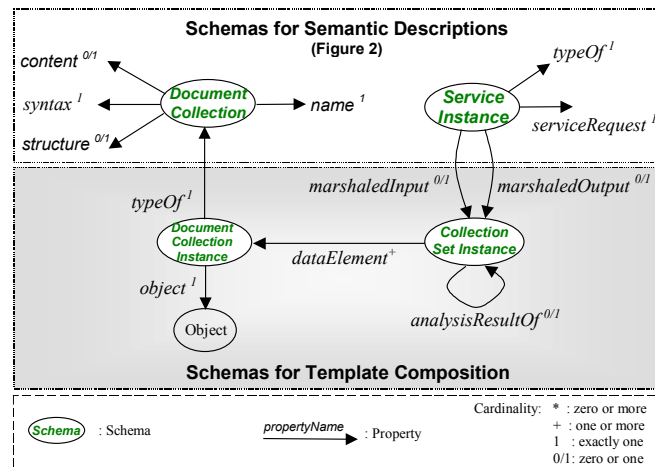 Schemas for Semantic Descriptions
(Figure 2)
content 0/1
syntax 1
structure 0/1
Document
Collection
name 1
Service
Instance
typeOf 1
serviceRequest 1
marshaledInput 0/1
marshaledOutput 0/1
typeOf 1
Document
Collection
Instance
dataElement+
Collection
Set Instance
object 1
Object
analysisResultOf 0/1
Schemas for Template Composition
Schema : Schema
propertyName : Property
Cardinality: * : zero or more
+ : one or more
1 : exactly one
0/1: zero or one